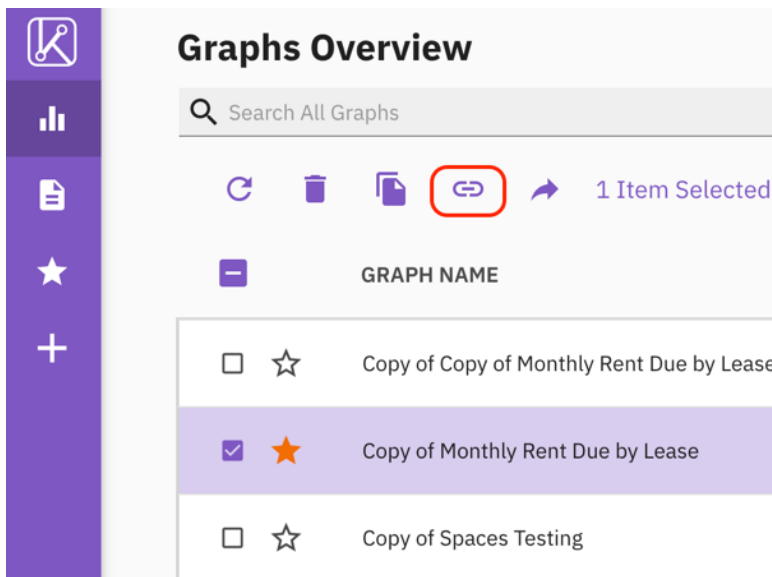 Graphs Overview
Search All Graphs
1 Item Selected
GRAPH NAME
Copy of Copy of Monthly Rent Due by Lease
Copy of Monthly Rent Due by Lease
Copy of Spaces Testing